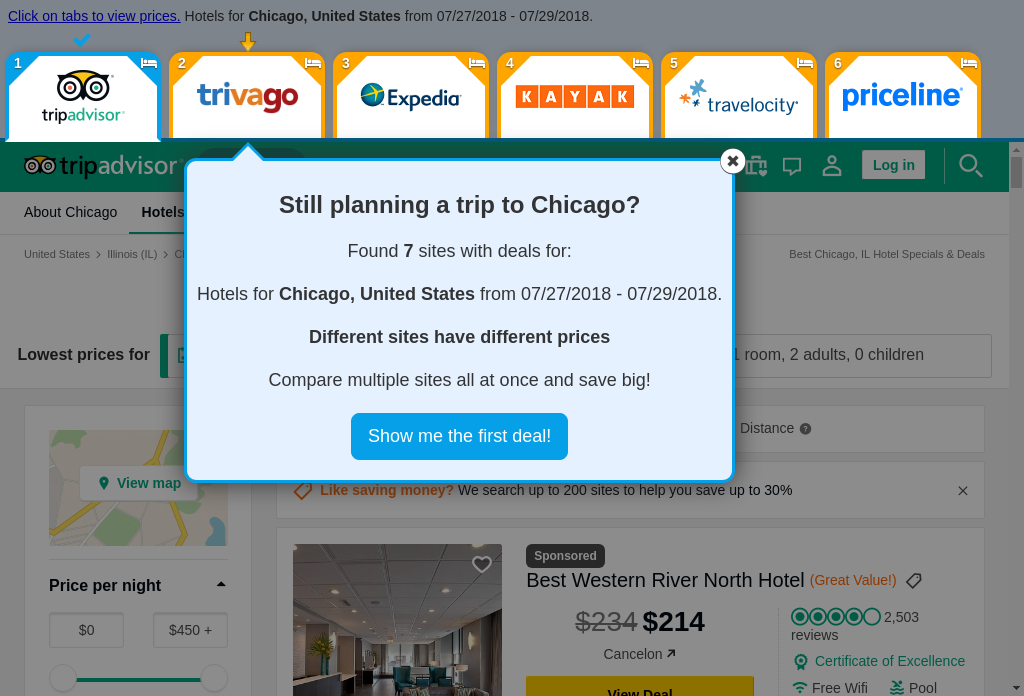 Click on tabs to view prices. Hotels for Chicago, United States from 07/27/2018 - 07/29/2018.
1 2 3 4 5 6
tripadvisor® trivago Expedia® KAYAK travelocity® priceline®
tripadvisor
Log in
About Chicago Hotels
United States > Illinois (IL) > Best Chicago, IL Hotel Specials & Deals
Still planning a trip to Chicago?
Found 7 sites with deals for:
Hotels for Chicago, United States from 07/27/2018 - 07/29/2018.
Different sites have different prices
Compare multiple sites all at once and save big!
Show me the first deal!
Lowest prices for 1 room, 2 adults, 0 children
Distance
View map
Like saving money? We search up to 200 sites to help you save up to 30%
Price per night
$0 $450 +
Sponsored
Best Western River North Hotel (Great Value!)
$234 $214
Cancelon
View Deal
2,503
reviews
Certificate of Excellence
Free Wifi Pool